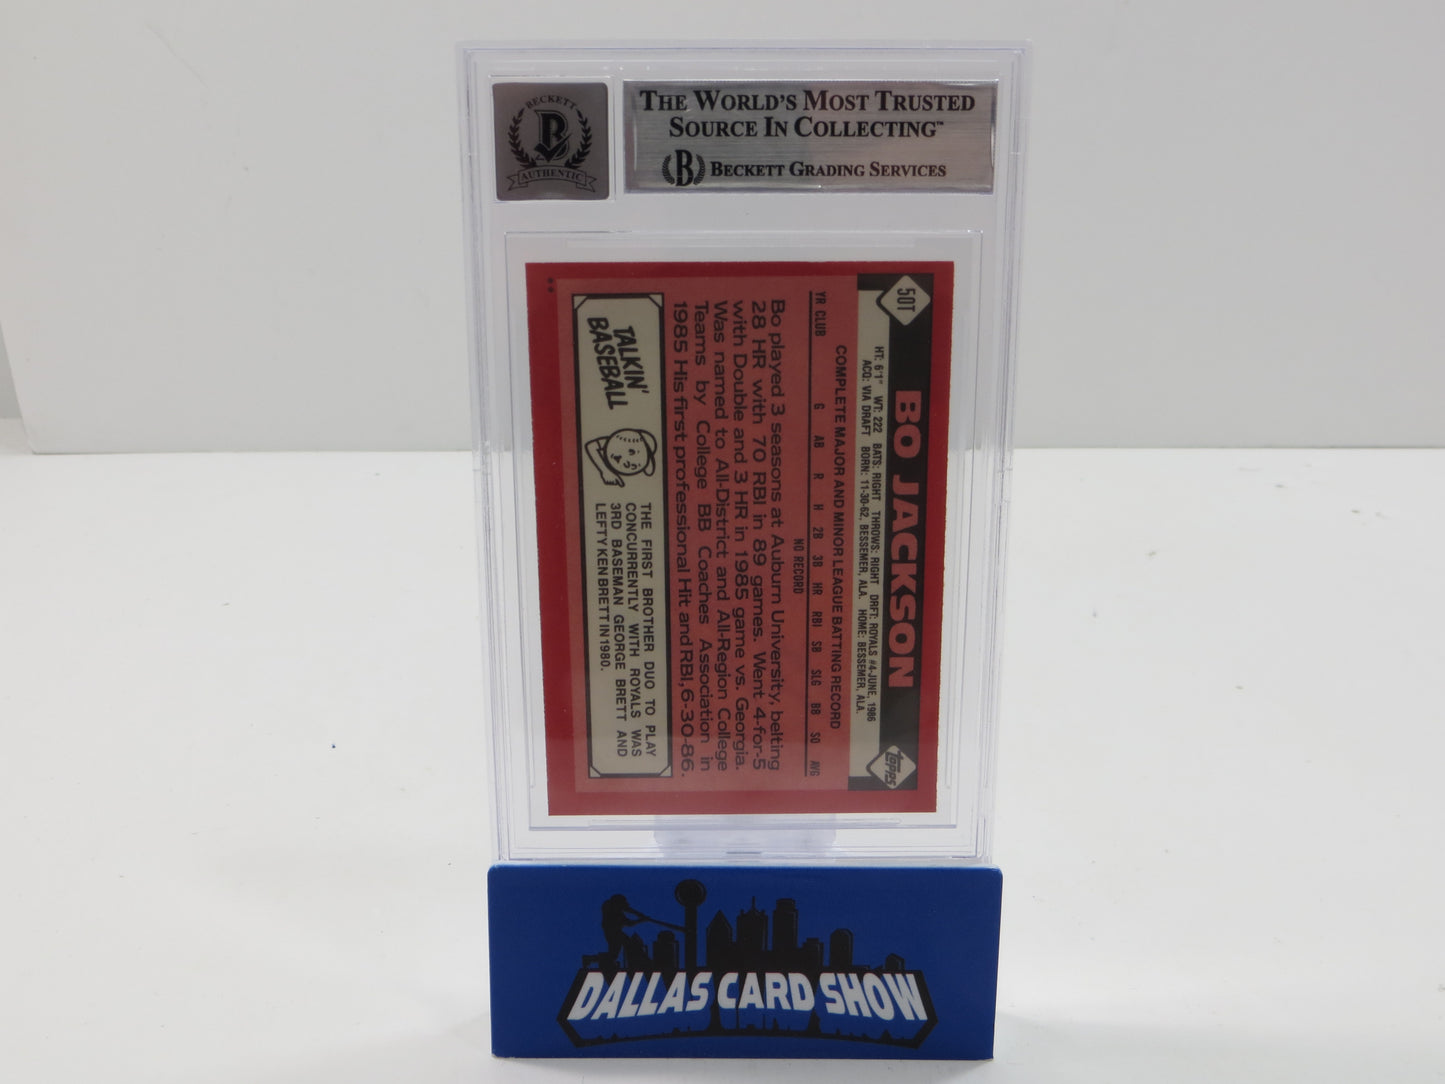 BECKETT
B
AUTHENTIC
THE WORLD'S MOST TRUSTED
SOURCE IN COLLECTING™
B BECKETT GRADING SERVICES
50T
BO JACKSON
topps
HT: 6'1" WT: 222 BATS: RIGHT THROWS: RIGHT DRFT: ROYALS #4-JUNE, 1986
ACQ: VIA DRAFT BORN: 11-30-62, BESSEMER, ALA. HOME: BESSEMER, ALA.
COMPLETE MAJOR AND MINOR LEAGUE BATTING RECORD
YR CLUB G AB R H 2B 3B HR RBI SB SLG BB SO AVG
NO RECORD
Bo played 3 seasons at Auburn University, belting
28 HR with 70 RBI in 89 games. Went 4-for-5
with Double and 3 HR in 1985 game vs. Georgia.
Was named to All-District and All-Region College
Teams by College BB Coaches Association in
1985 His first professional Hit and RBI, 6-30-86.
TALKIN'
BASEBALL
THE FIRST BROTHER DUO TO PLAY
CONCURRENTLY WITH ROYALS WAS
3RD BASEMAN GEORGE BRETT AND
LEFTY KEN BRETT IN 1980.
**
DALLAS CARD SHOW